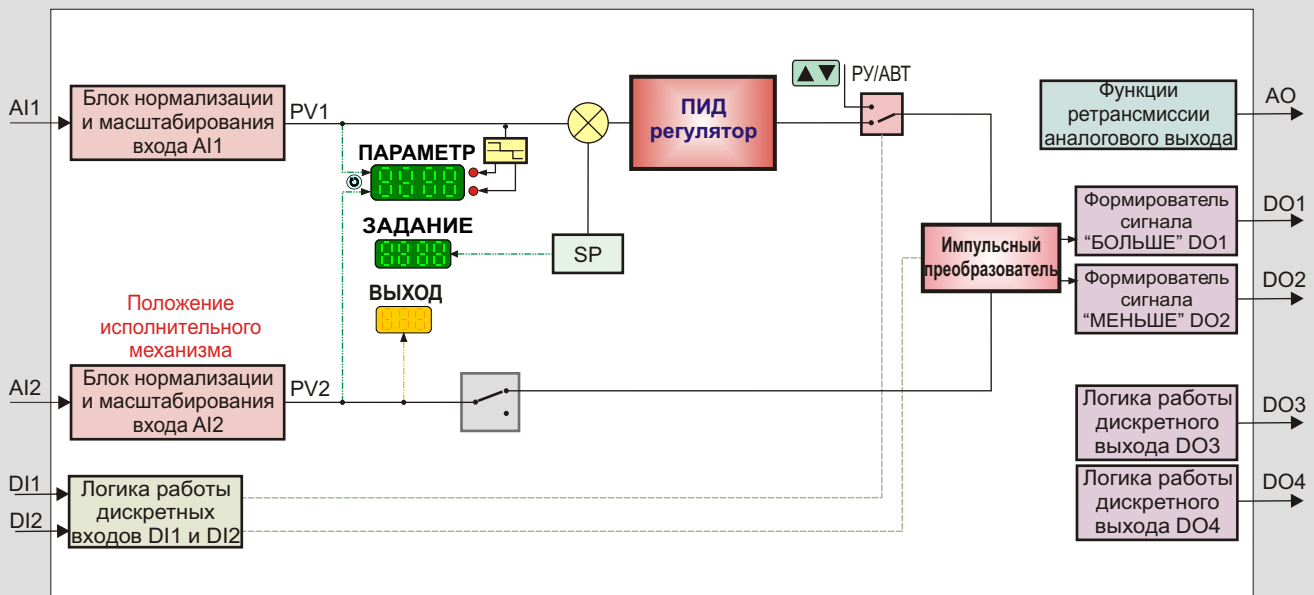 AI1
Блок нормализации
и масштабирования
входа AI1
PV1
ПАРАМЕТР
8888
ЗАДАНИЕ
8888
SP
ПИД
регулятор
РУ/АВТ
Функции
ретрансмиссии
аналогового выхода
AO
Импульсный
преобразователь
Формирователь
сигнала
“БОЛЬШЕ” DO1
DO1
Формирователь
сигнала
“МЕНЬШЕ” DO2
DO2
ВЫХОД
888
Положение
исполнительного
механизма
AI2
Блок нормализации
и масштабирования
входа AI2
PV2
Логика работы
дискретного
выхода DO3
DO3
DI1
DI2
Логика работы
дискретных
входов DI1 и DI2
Логика работы
дискретного
выхода DO4
DO4